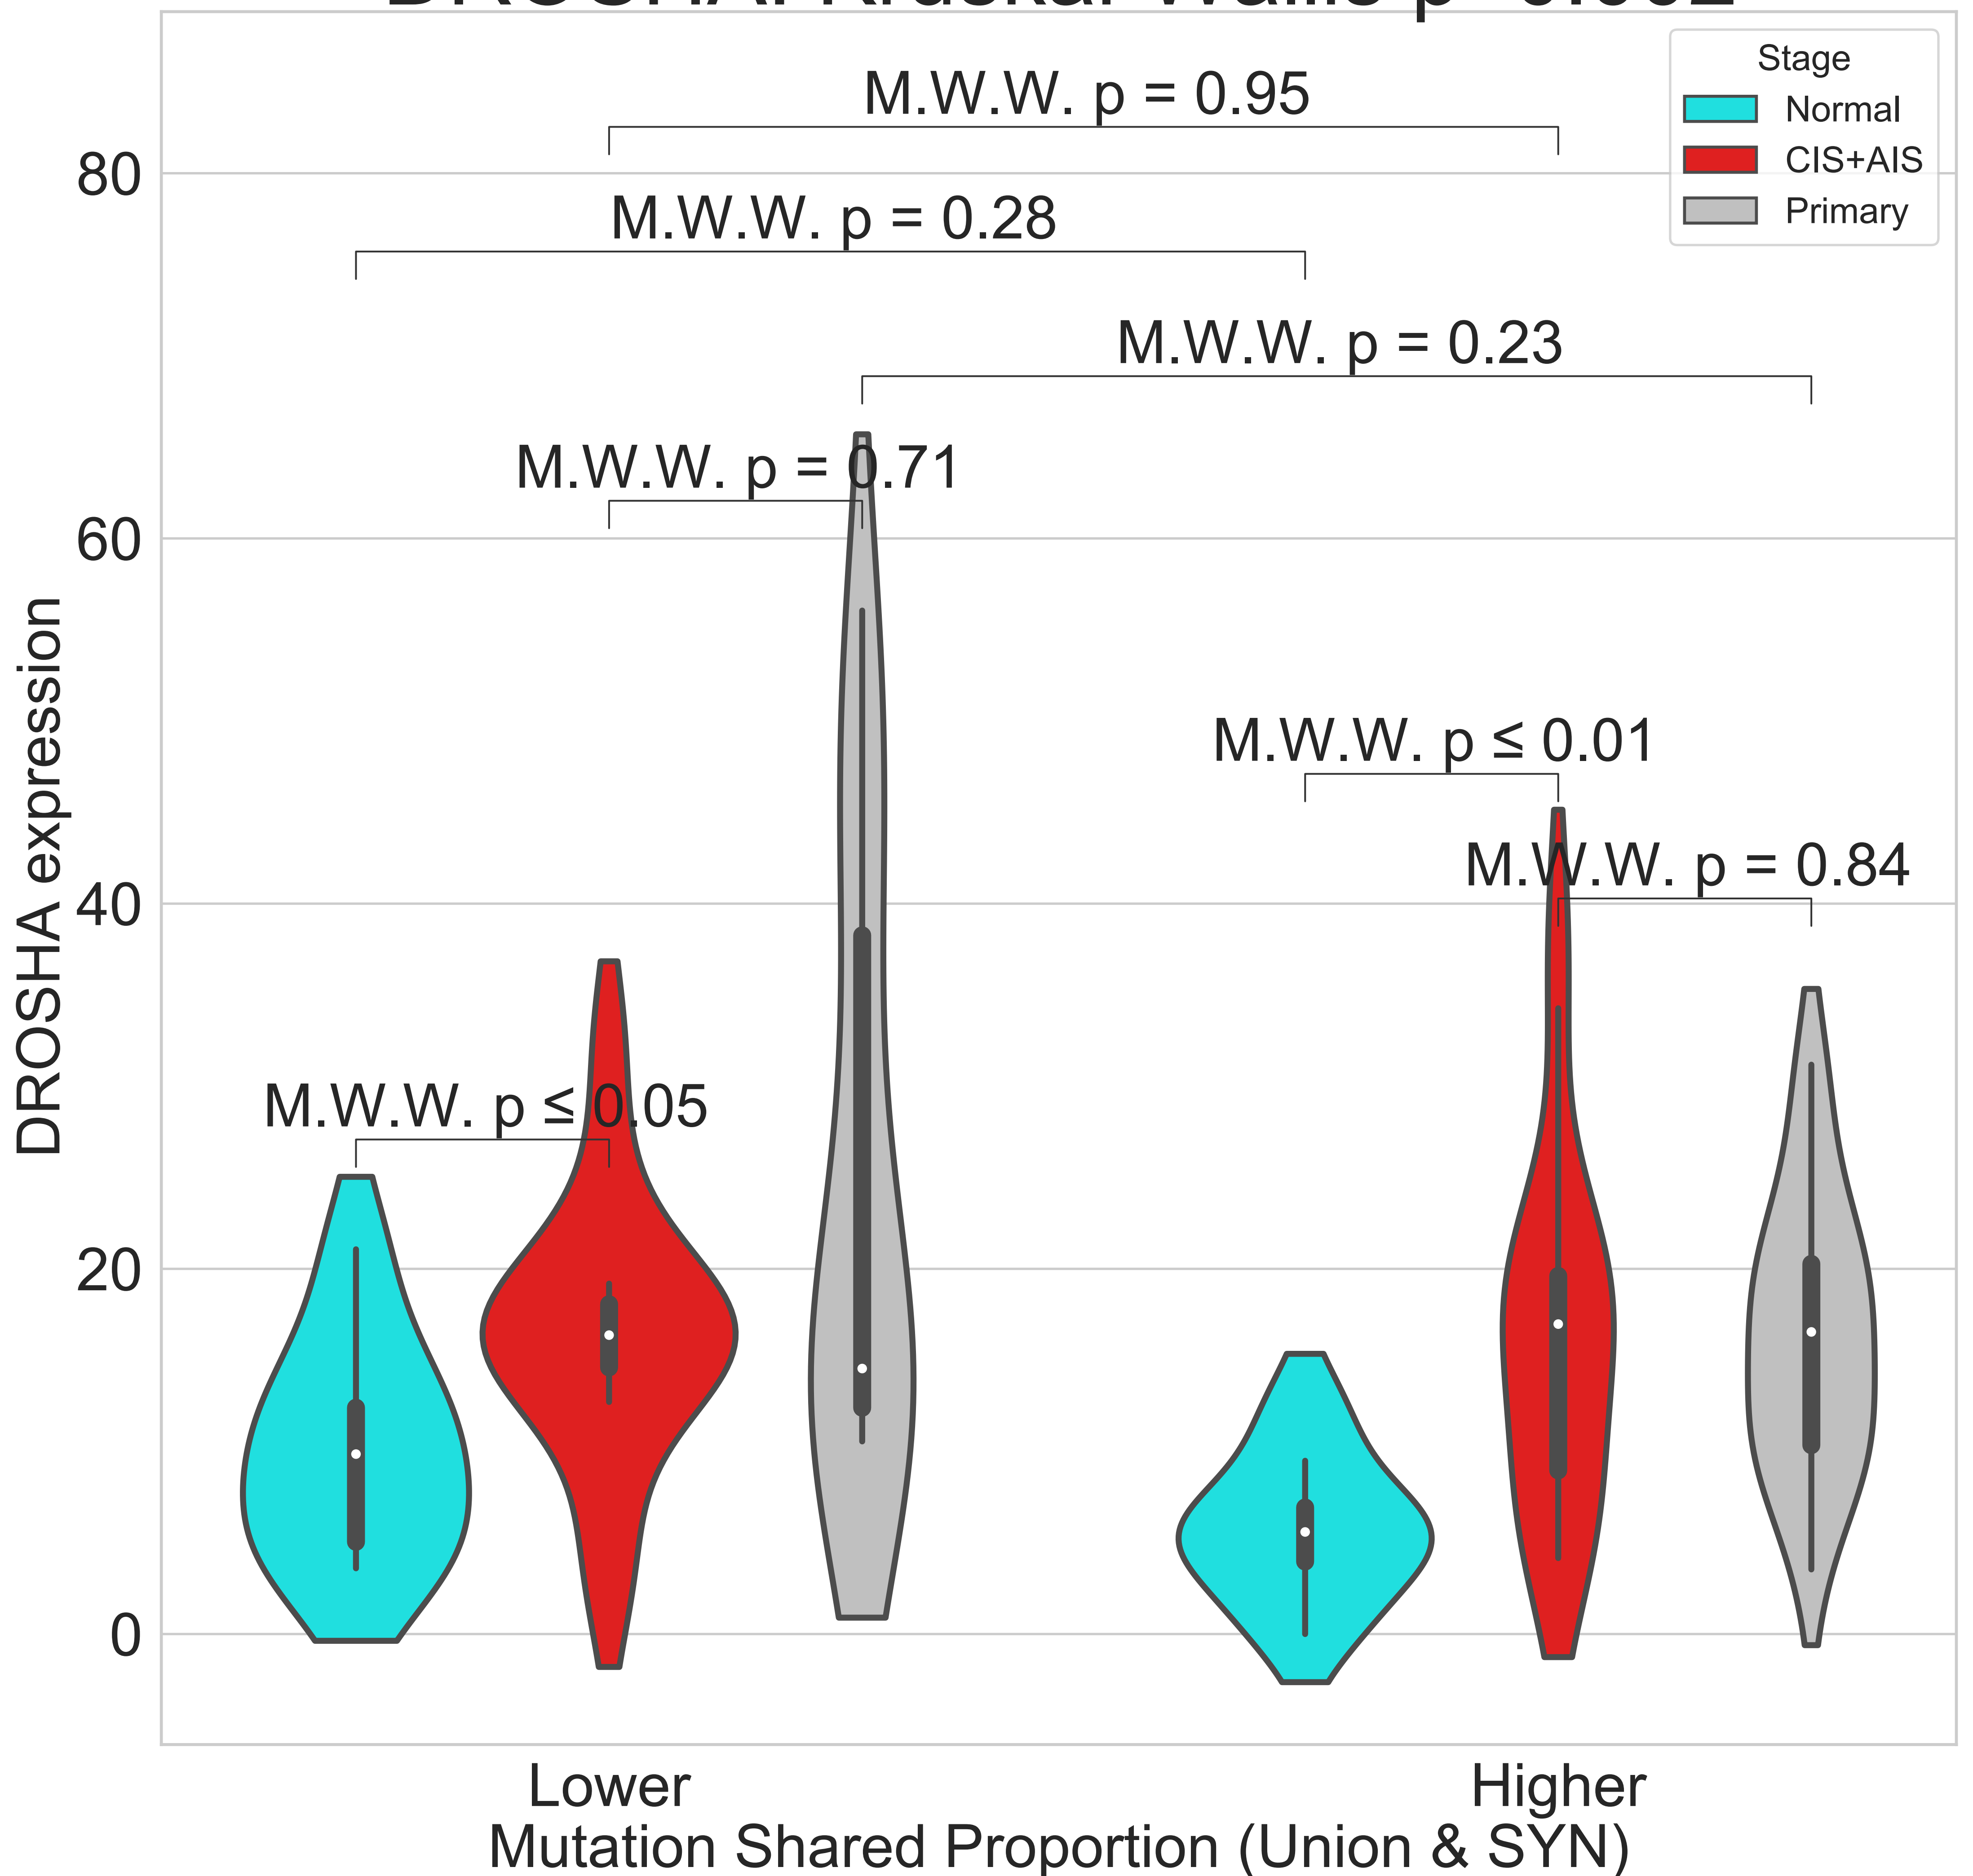 Stage
Normal
CIS+AIS
Primary
M.W.W. p = 0.95
M.W.W. p = 0.28
M.W.W. p = 0.23
M.W.W. p = 0.71
M.W.W. p ≤ 0.01
M.W.W. p = 0.84
M.W.W. p ≤ 0.05
80
60
40
20
0
DROSHA expression
Lower
Higher
Mutation Shared Proportion (Union & SYN)